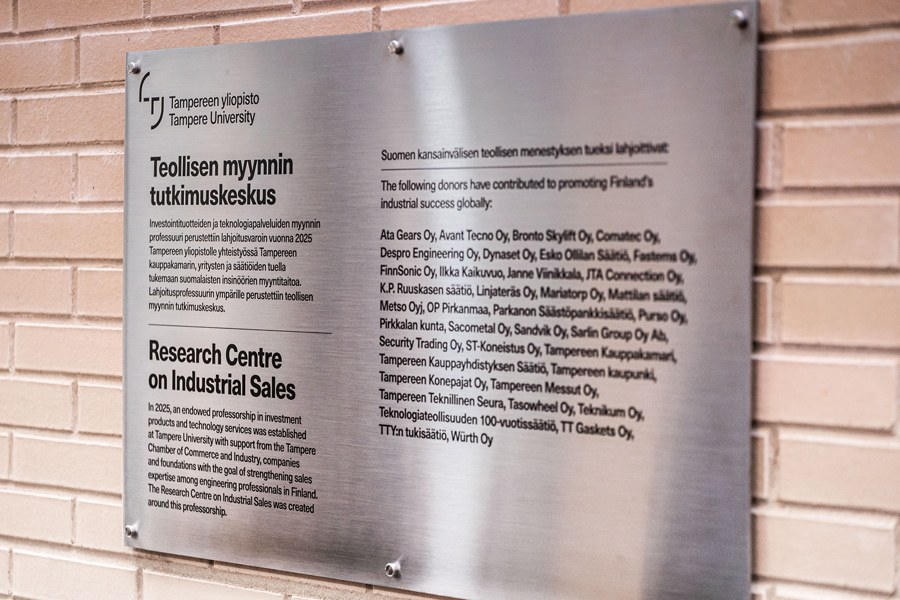 Tampereen yliopisto
Tampere University
Teollisen myynnin
tutkimuskeskus
Investointituotteiden ja teknologiapalveluiden myynnin
professuuri perustettiin lahjoitusvaroin vuonna 2025
Tampereen yliopistolle yhteistyössä Tampereen
kauppakamarin, yritysten ja säätiöiden tuella
tukemaan suomalaisten insinöörien myyntitaitoa.
Lahjoitusprofessuurin ympärille perustettiin teollisen
myynnin tutkimuskeskus.
Research Centre
on Industrial Sales
In 2025, an endowed professorship in investment
products and technology services was established
at Tampere University with support from the Tampere
Chamber of Commerce and Industry, companies
and foundations with the goal of strengthening sales
expertise among engineering professionals in Finland.
The Research Centre on Industrial Sales was created
around this professorship.
Suomen kansainvälisen teollisen menestyksen tueksi lahjoittivat:
The following donors have contributed to promoting Finland's
industrial success globally:
Ata Gears Oy, Avant Tecno Oy, Bronto Skylift Oy, Comatec Oy,
Despro Engineering Oy, Dynaset Oy, Esko Ollilan Säätiö, Fastems Oy,
FinnSonic Oy, Ilkka Kaikuvuo, Janne Viinikkala, JTA Connection Oy,
K.P. Ruuskasen säätiö, Linjateräs Oy, Mariatorp Oy, Mattilan säätiö,
Metso Oyj, OP Pirkanmaa, Parkanon Säästöpankkisäätiö, Purso Oy,
Pirkkalan kunta, Sacometal Oy, Sandvik Oy, Sarlin Group Oy Ab,
Security Trading Oy, ST-Koneistus Oy, Tampereen Kauppakamari,
Tampereen Kauppayhdistyksen Säätiö, Tampereen kaupunki,
Tampereen Konepajat Oy, Tampereen Messut Oy,
Tampereen Teknillinen Seura, Tasowheel Oy, Teknikum Oy,
Teknologiateollisuuden 100-vuotissäätiö, TT Gaskets Oy,
TTY:n tukisäätiö, Würth Oy